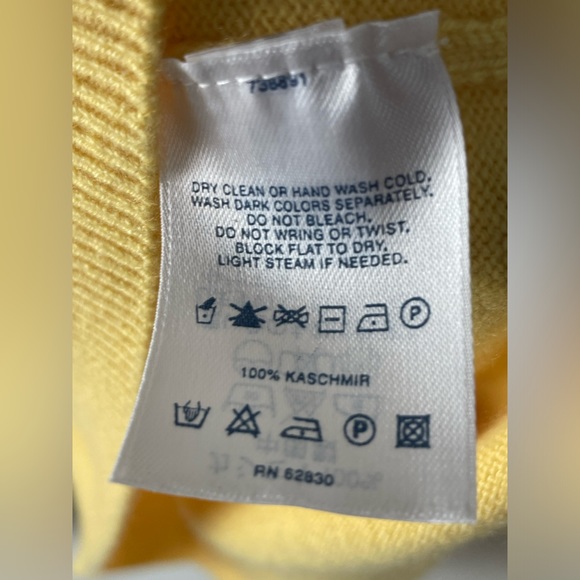 736891
DRY CLEAN OR HAND WASH COLD.
WASH DARK COLORS SEPARATELY.
DO NOT BLEACH.
DO NOT WRING OR TWIST.
BLOCK FLAT TO DRY.
LIGHT STEAM IF NEEDED.
P
100% KASCHMIR
P
RN 62830